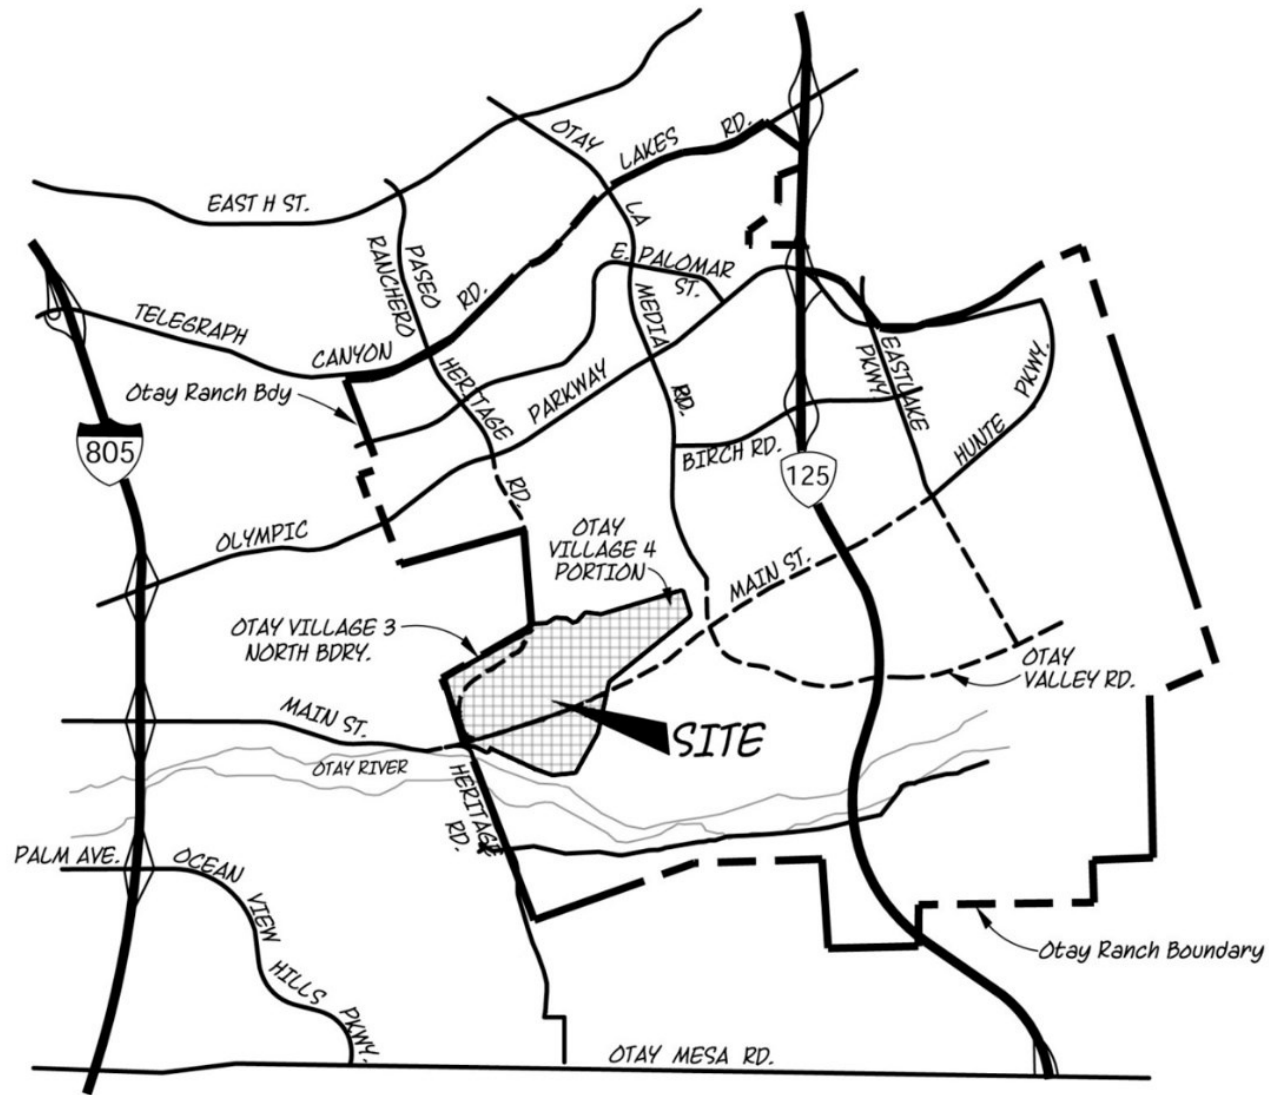 OTAY
LAKES
RD.
EAST H ST.
LA
PASEO
RANCHERO
RD.
E. PALOMAR
ST.
MEDIA
TELEGRAPH
CANYON
Otay Ranch Bdy
HERITAGE
PARKWAY
EASTLAKE
PKWY.
PKWY.
RD.
HUNTE
805
BIRCH RD.
125
RD.
OLYMPIC
OTAY
VILLAGE 4
PORTION
MAIN ST.
OTAY VILLAGE 3
NORTH BDRY.
OTAY
VALLEY RD.
MAIN ST.
SITE
OTAY RIVER
HERITAGE
RD.
PALM AVE.
OCEAN
VIEW
HILLS
PKWY.
Otay Ranch Boundary
OTAY MESA RD.